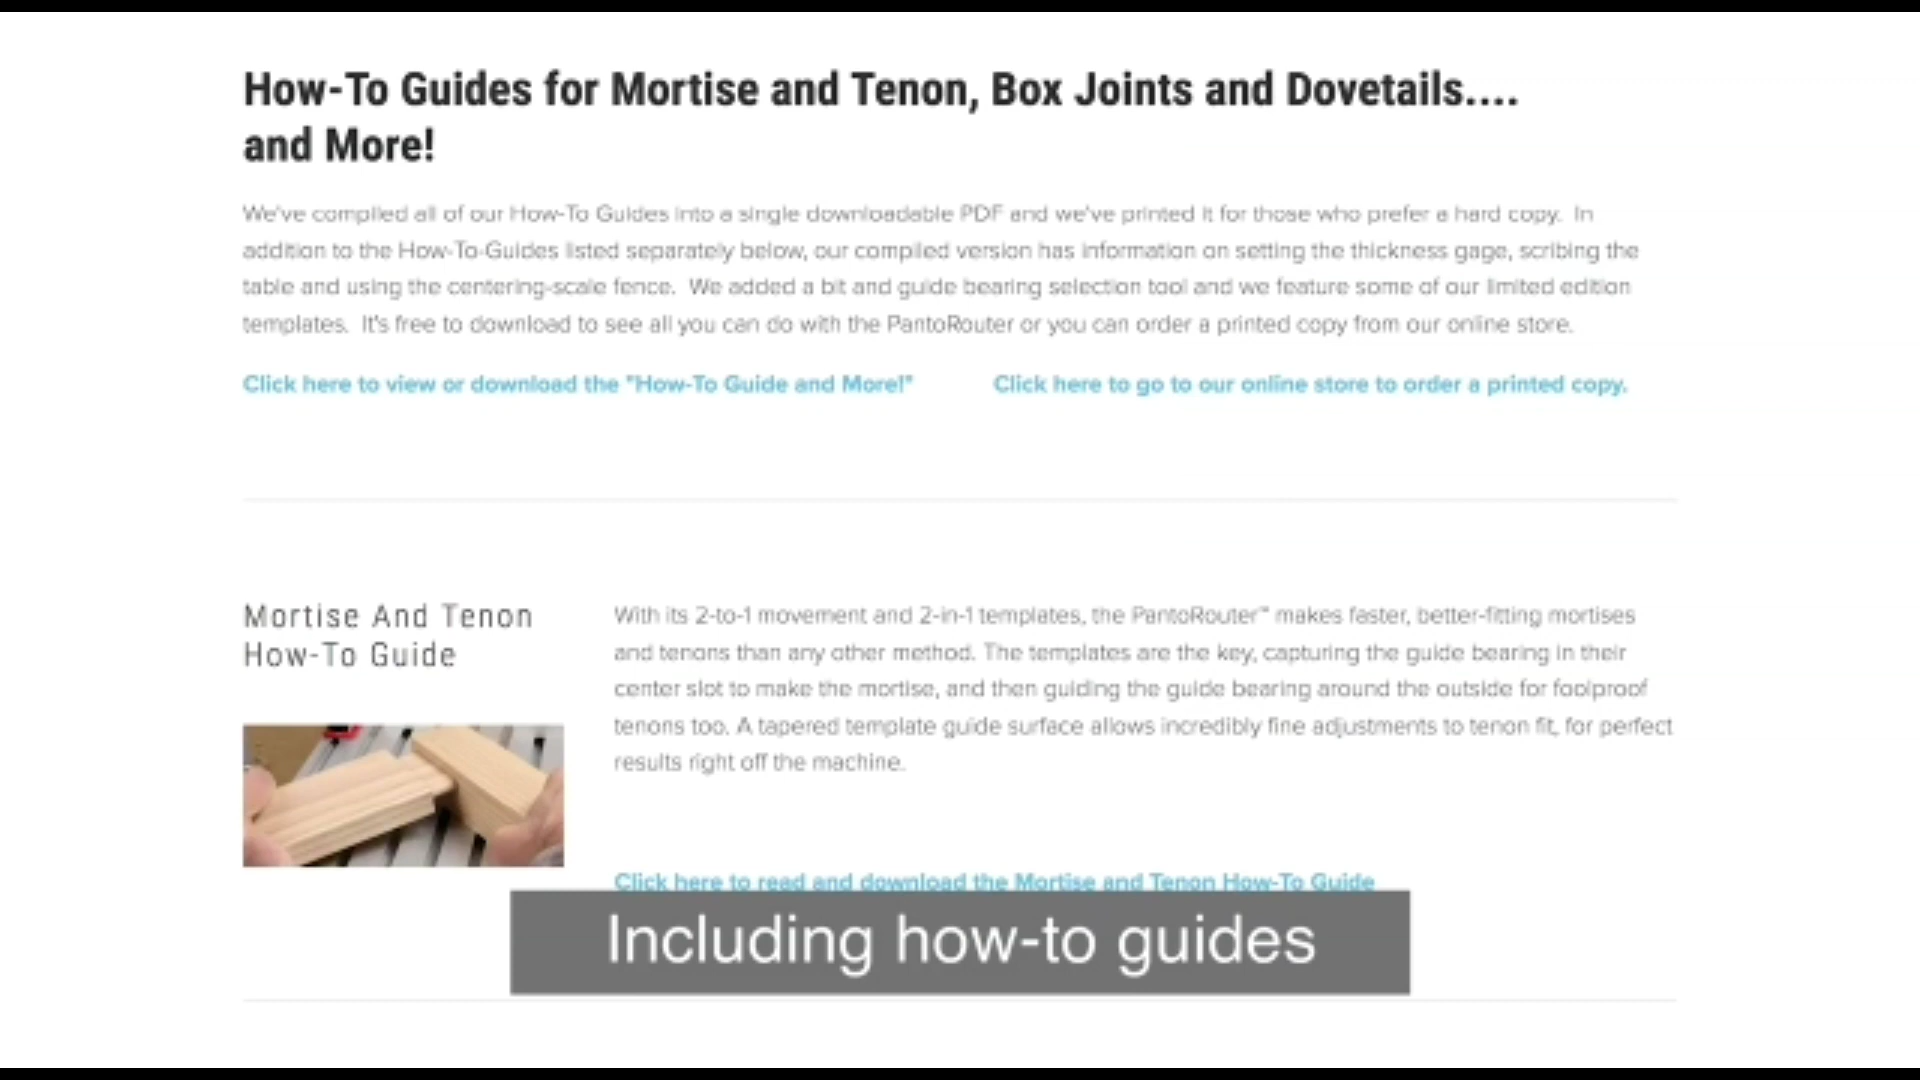 How-To Guides for Mortise and Tenon, Box Joints and Dovetails....
and More!
We've compiled all of our How-To Guides into a single downloadable PDF and we've printed it for those who prefer a hard copy. In
addition to the How-To-Guides listed separately below, our compiled version has information on setting the thickness gage, scribing the
table and using the centering-scale fence. We added a bit and guide bearing selection tool and we feature some of our limited edition
templates. It's free to download to see all you can do with the PantoRouter or you can order a printed copy from our online store.
Click here to view or download the "How-To Guide and More!"
Click here to go to our online store to order a printed copy.
Mortise And Tenon
How-To Guide
With its 2-to-1 movement and 2-in-1 templates, the PantoRouter™ makes faster, better-fitting mortises
and tenons than any other method. The templates are the key, capturing the guide bearing in their
center slot to make the mortise, and then guiding the guide bearing around the outside for foolproof
tenons too. A tapered template guide surface allows incredibly fine adjustments to tenon fit, for perfect
results right off the machine.
Click here to read and download the Mortise and Tenon How-To Guide
Including how-to guides